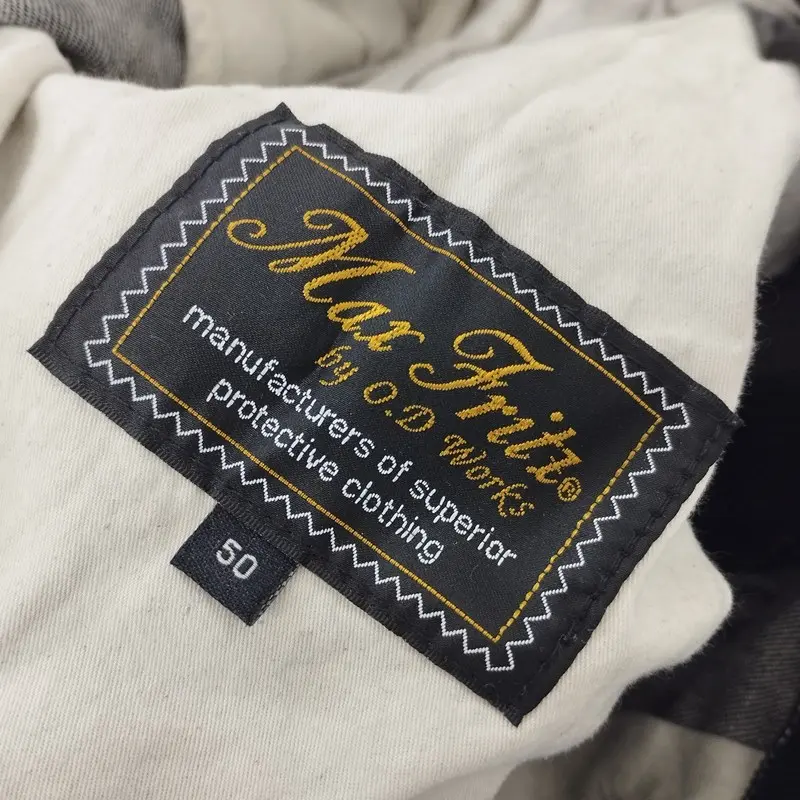 Max Fritz®
by O.D Works
manufacturers of superior
protective clothing
50